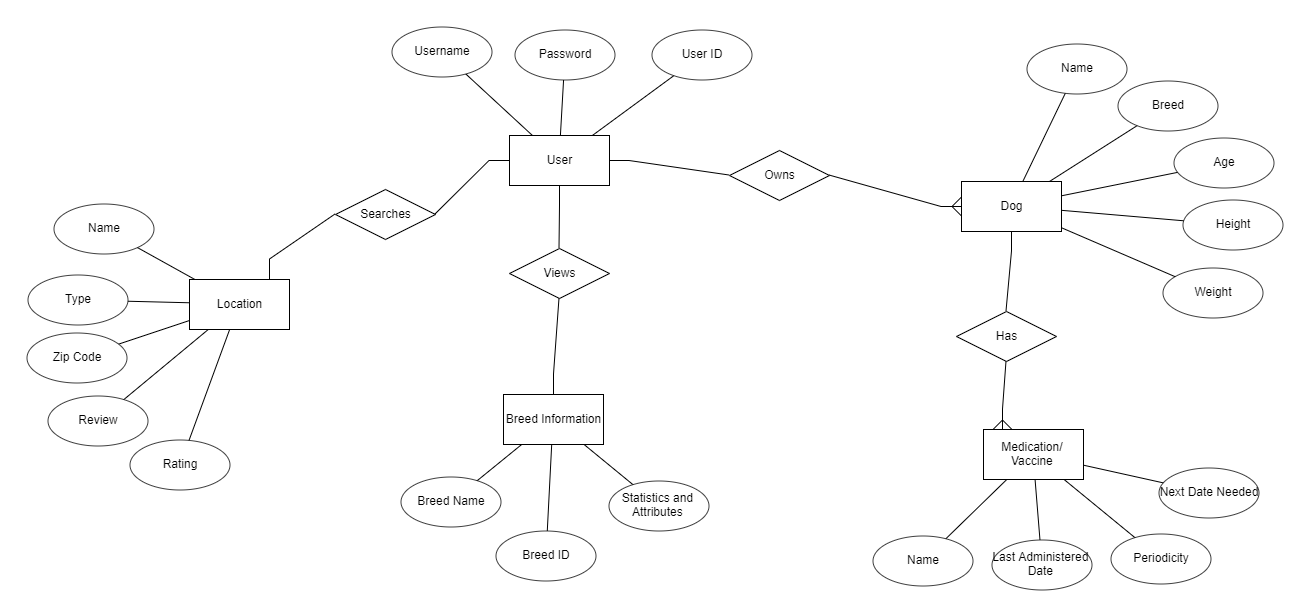 Username
Password
User ID
User
Searches
Owns
Views
Name
Type
Zip Code
Review
Rating
Location
Name
Breed
Age
Height
Weight
Dog
Has
Breed Information
Breed Name
Breed ID
Statistics and
Attributes
Medication/
Vaccine
Name
Last Administered
Date
Periodicity
Next Date Needed